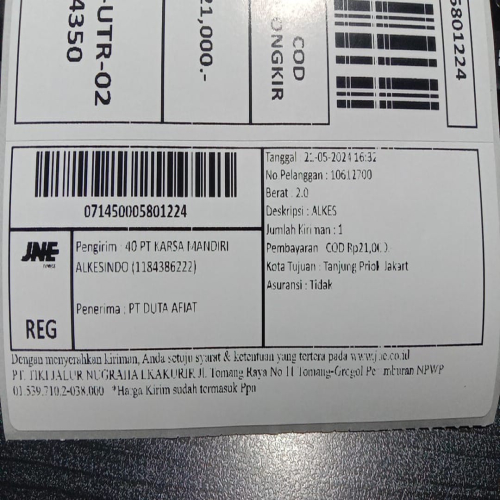 -UTR-02
4350
21,000.-
COD
ONGKIR
5801224
071450005801224
JNE
REG
Pengirim : 40 PT KARSA MANDIRI
ALKESINDO (1184386222)
Penerima : PT DUTA AFIAT
Tanggal 21-05-2024 16:32
No Pelanggan : 10612700
Berat : 2.0
Deskripsi : ALKES
Jumlah Kiriman : 1
Pembayaran COD Rp21,00
Kota Tujuan : Tanjung Priok Jakart
Asuransi : Tidak
Dengan menyerahkan kiriman, Anda setuju syarat & ketentuan yang tertera pada www.jne.co.id
PT. TIKI JALUR NUGRAHA EKAKURIR Jl. Tomang Raya No 11 Tomang-Grogol Pe mburan NPWP
01.539.710.2-038.000 *Harga Kirim sudah termasuk Ppn